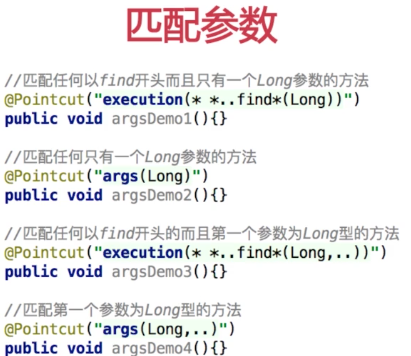 匹配参数
//匹配任何以find开头而且只有一个Long参数的方法
@Pointcut("execution(* *..find*(Long))")
public void argsDemo1(){}
//匹配任何只有一个Long参数的方法
@Pointcut("args(Long)")
public void argsDemo2(){}
//匹配任何以find开头的而且第一个参数为Long型的方法
@Pointcut("execution(* *..find*(Long,..))")
public void argsDemo3(){}
//匹配第一个参数为Long型的方法
@Pointcut("args(Long,..)")
public void argsDemo4(){}